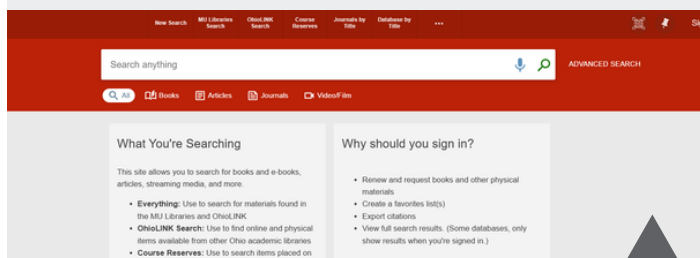 New Search
MU Libraries Search
OhioLINK Search
Course Reserves
Journals by Title
Database by Title
•••
Search anything
ADVANCED SEARCH
All
Books
Articles
Journals
Video/Film
What You're Searching
This site allows you to search for books and e-books,
articles, streaming media, and more.
• Everything: Use to search for materials found in
the MU Libraries and OhioLINK
• OhioLINK Search: Use to find online and physical
items available from other Ohio academic libraries
• Course Reserves: Use to search items placed on
Why should you sign in?
• Renew and request books and other physical
materials
• Create a favorites list(s)
• Export citations
• View full search results. (Some databases, only
show results when you're signed in.)